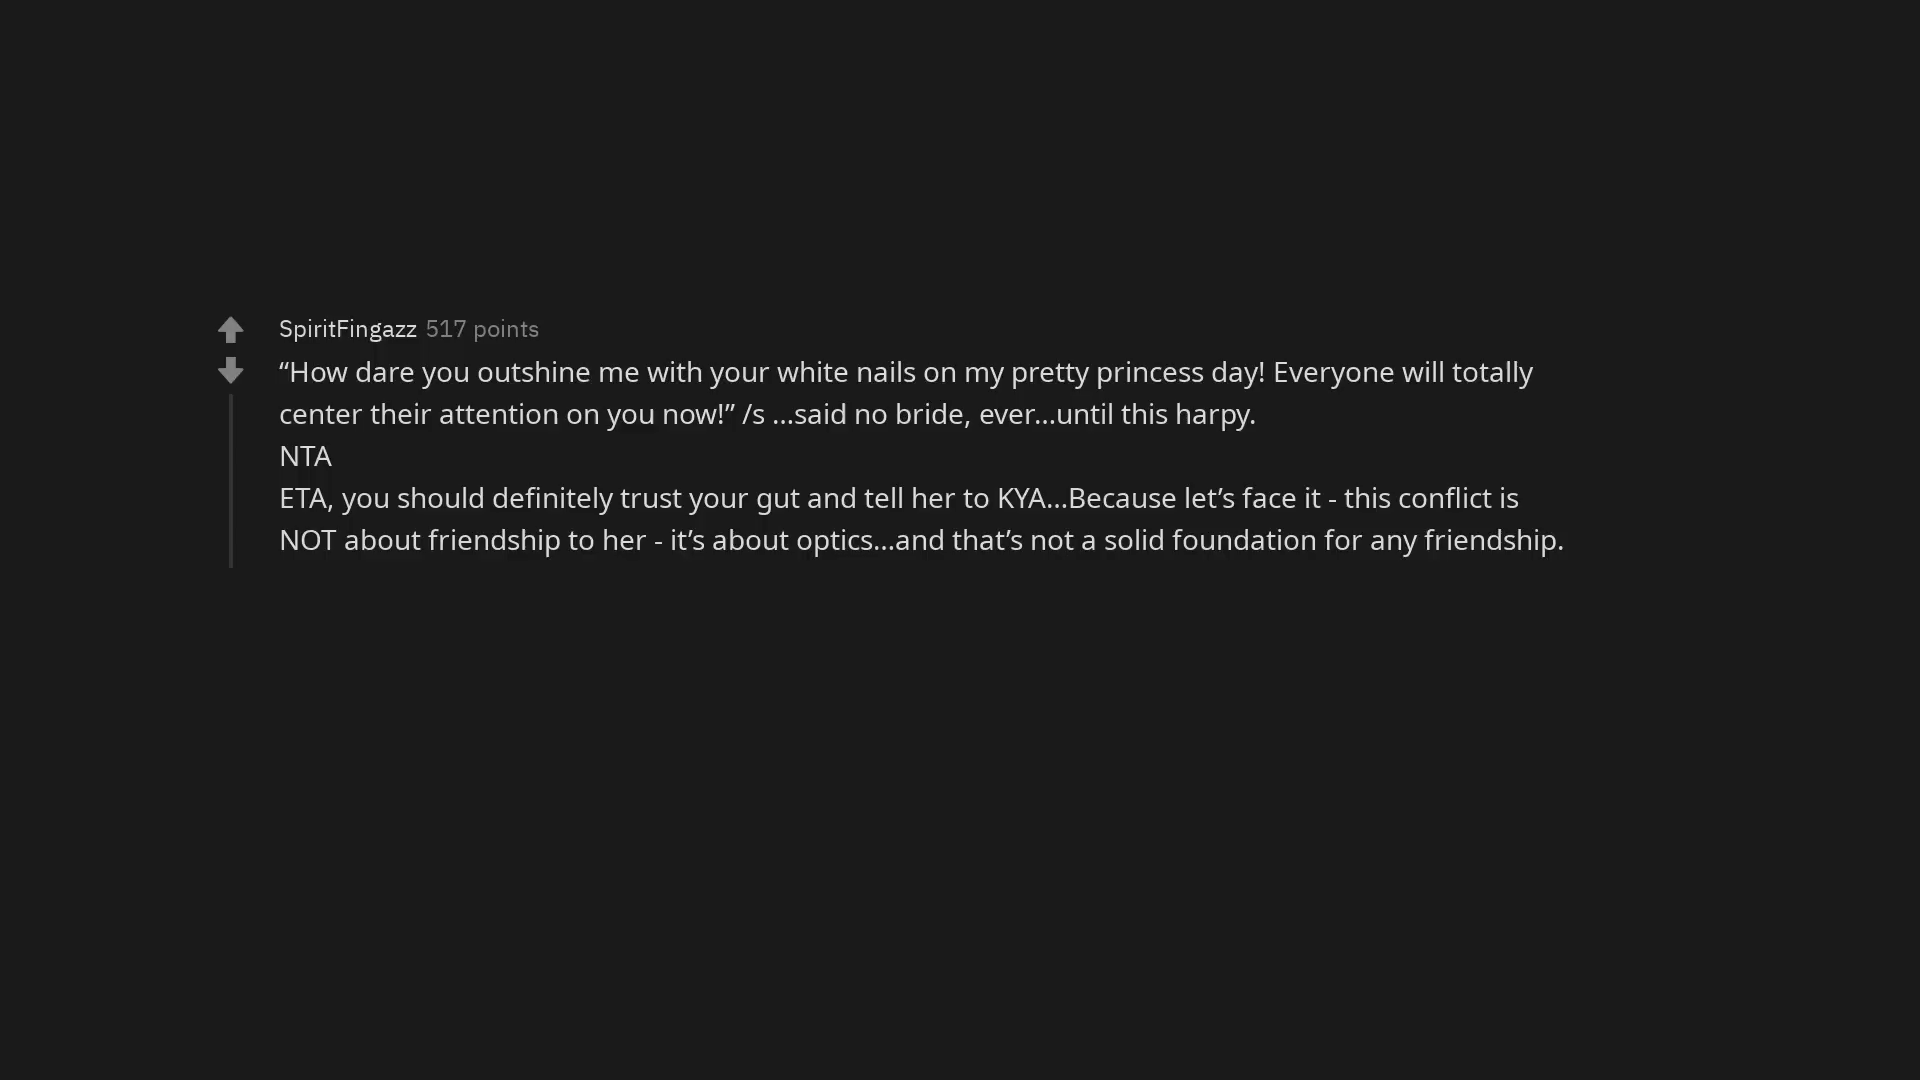 SpiritFingazz 517 points
“How dare you outshine me with your white nails on my pretty princess day! Everyone will totally
center their attention on you now!” /s ...said no bride, ever...until this harpy.
NTA
ETA, you should definitely trust your gut and tell her to KYA...Because let’s face it - this conflict is
NOT about friendship to her - it’s about optics...and that’s not a solid foundation for any friendship.